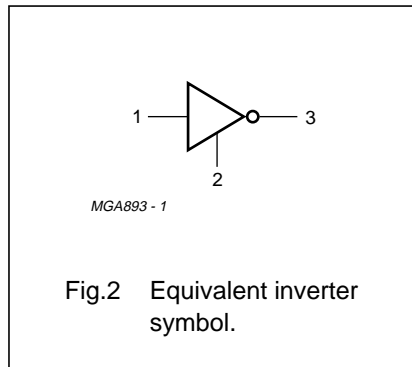 1
3
2
MGA893 - 1
Fig.2 Equivalent inverter
symbol.